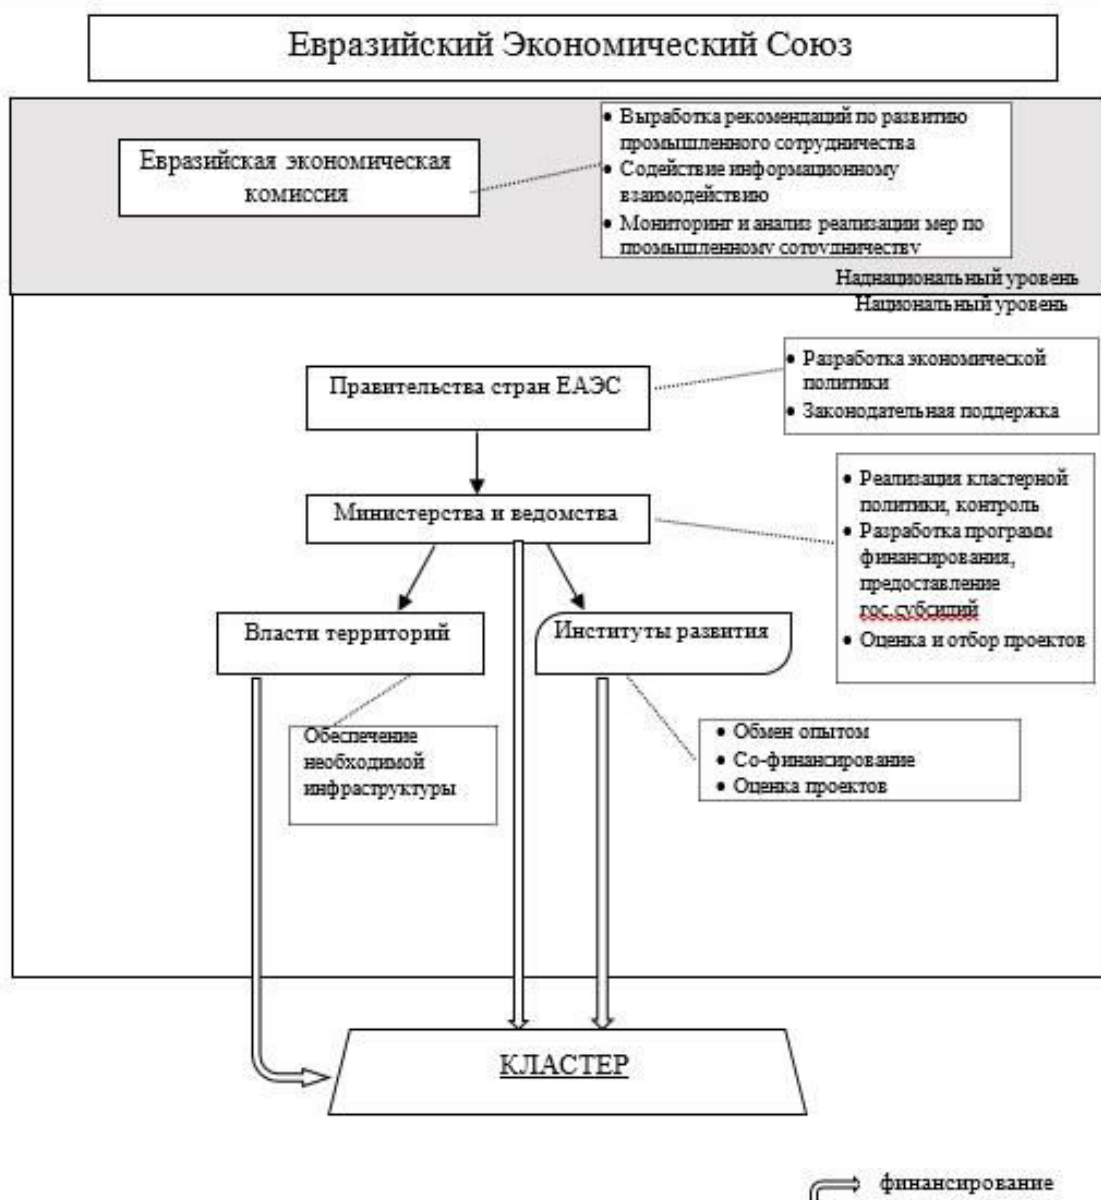 Евразийский Экономический Союз
Евразийская экономическая
комиссия
• Выработка рекомендаций по развитию
промышленного сотрудничества
• Содействие информационному
взаимодействию
• Мониторинг и анализ реализации мер по
промышленному сотрудничеству
Наднациональный уровень
Национальный уровень
Правительства стран ЕАЭС
• Разработка экономической
политики
• Законодательная поддержка
Министерства и ведомства
• Реализация кластерной
политики, контроль
• Разработка программ
финансирования,
предоставление
гос.субсидий
• Оценка и отбор проектов
Власти территорий
Институты развития
Обеспечение
необходимой
инфраструктуры
• Обмен опытом
• Со-финансирование
• Оценка проектов
КЛАСТЕР
финансирование